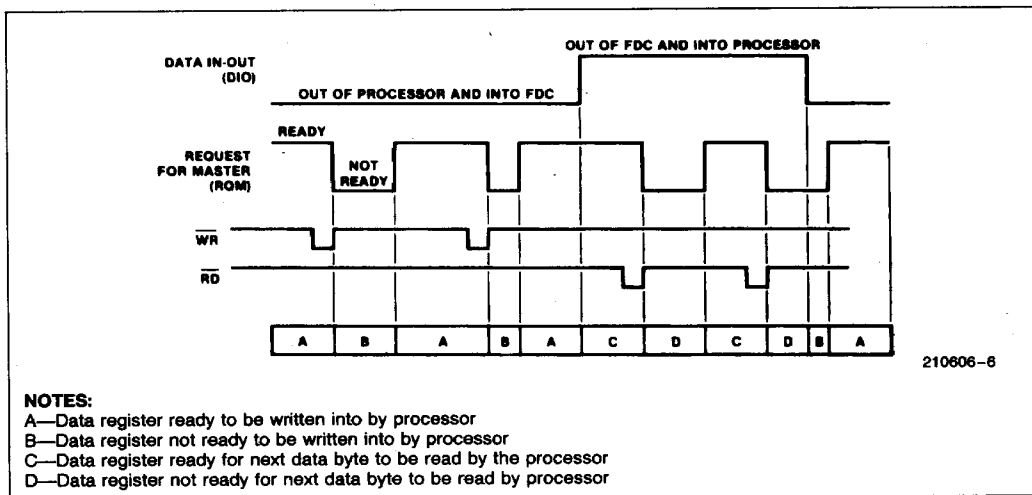 OUT OF FDC AND INTO PROCESSOR
DATA IN-OUT
(DIO)
OUT OF PROCESSOR AND INTO FDC
READY
REQUEST
FOR MASTER
(RQM)
NOT
READY
WR
RD
A B A B A C D C D B A
210606-6
NOTES:
A—Data register ready to be written into by processor
B—Data register not ready to be written into by processor
C—Data register ready for next data byte to be read by the processor
D—Data register not ready for next data byte to be read by processor